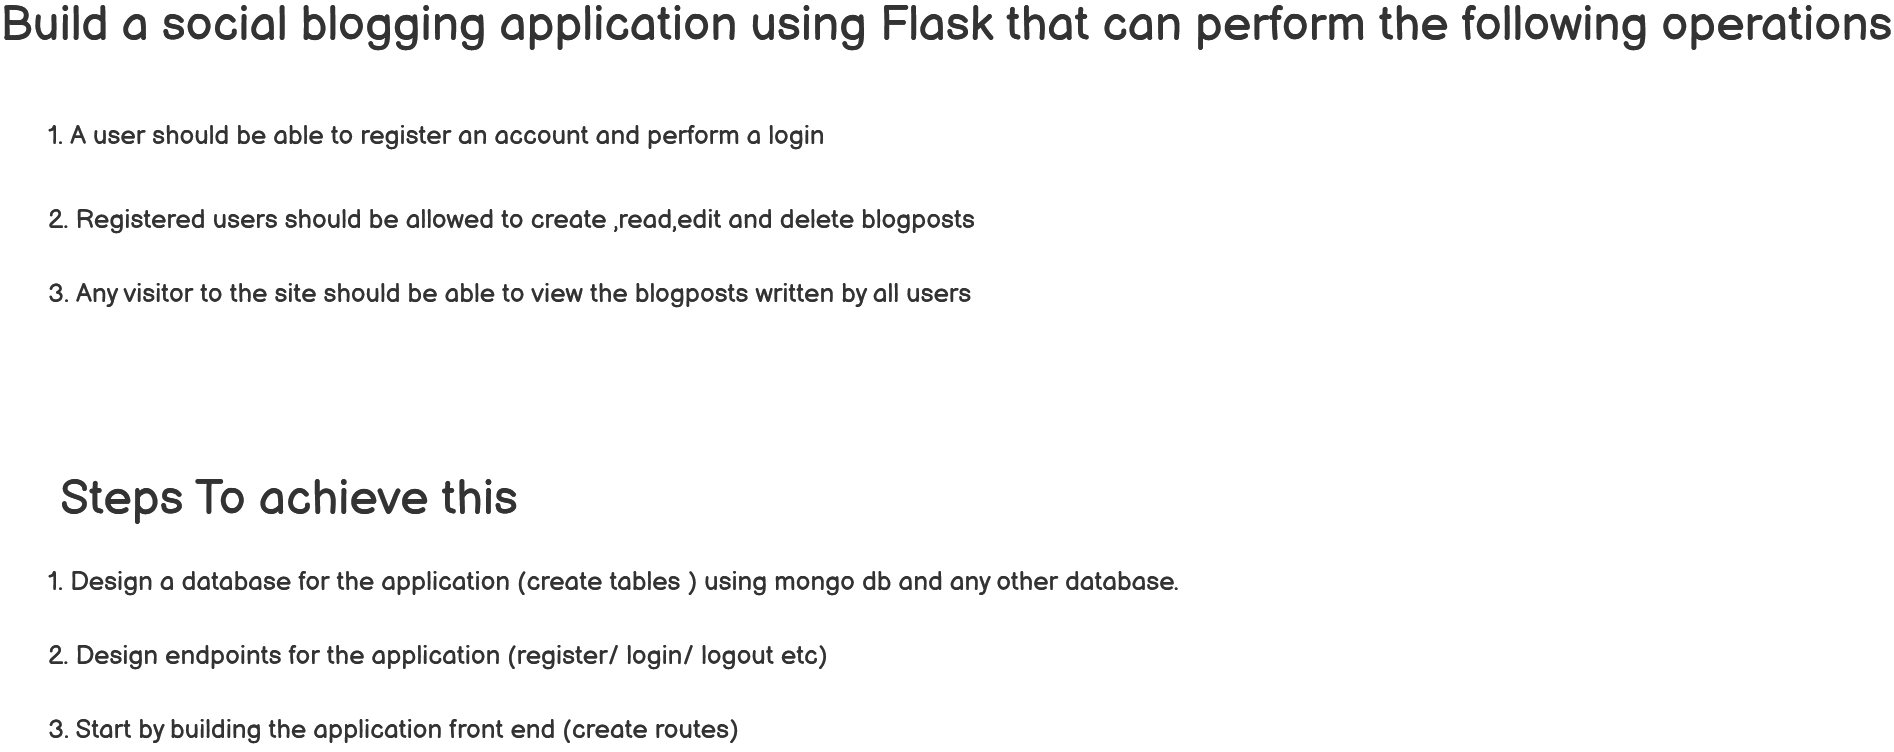 Build a social blogging application using Flask that can perform the following operations
1. A user should be able to register an account and perform a login
2. Registered users should be allowed to create ,read,edit and delete blogposts
3. Any visitor to the site should be able to view the blogposts written by all users
Steps To achieve this
1. Design a database for the application (create tables ) using mongo db and any other database.
2. Design endpoints for the application (register/ login/ logout etc)
3. Start by building the application front end (create routes)